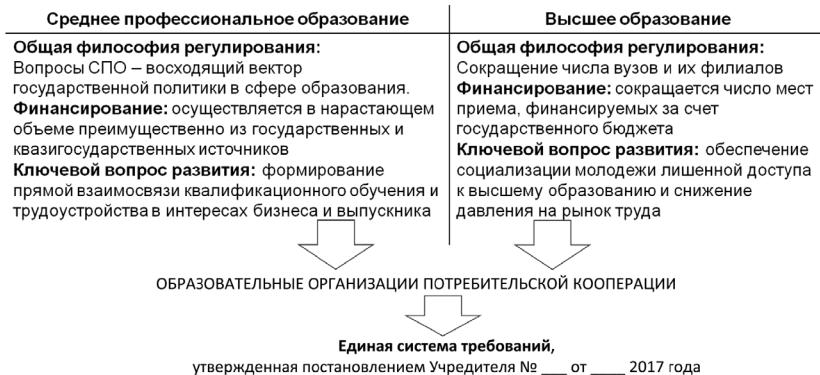 Среднее профессиональное образование
Общая философия регулирования:
Вопросы СПО – восходящий вектор
государственной политики в сфере образования.
Финансирование: осуществляется в нарастающем
объеме преимущественно из государственных и
квазигосударственных источников
Ключевой вопрос развития: формирование
прямой взаимосвязи квалификационного обучения и
трудоустройства в интересах бизнеса и выпускника
Высшее образование
Общая философия регулирования:
Сокращение числа вузов и их филиалов
Финансирование: сокращается число мест
приема, финансируемых за счет
государственного бюджета
Ключевой вопрос развития: обеспечение
социализации молодежи лишенной доступа
к высшему образованию и снижение
давления на рынок труда
ОБРАЗОВАТЕЛЬНЫЕ ОРГАНИЗАЦИИ ПОТРЕБИТЕЛЬСКОЙ КООПЕРАЦИИ
Единая система требований,
утвержденная постановлением Учредителя № ___ от ____ 2017 года